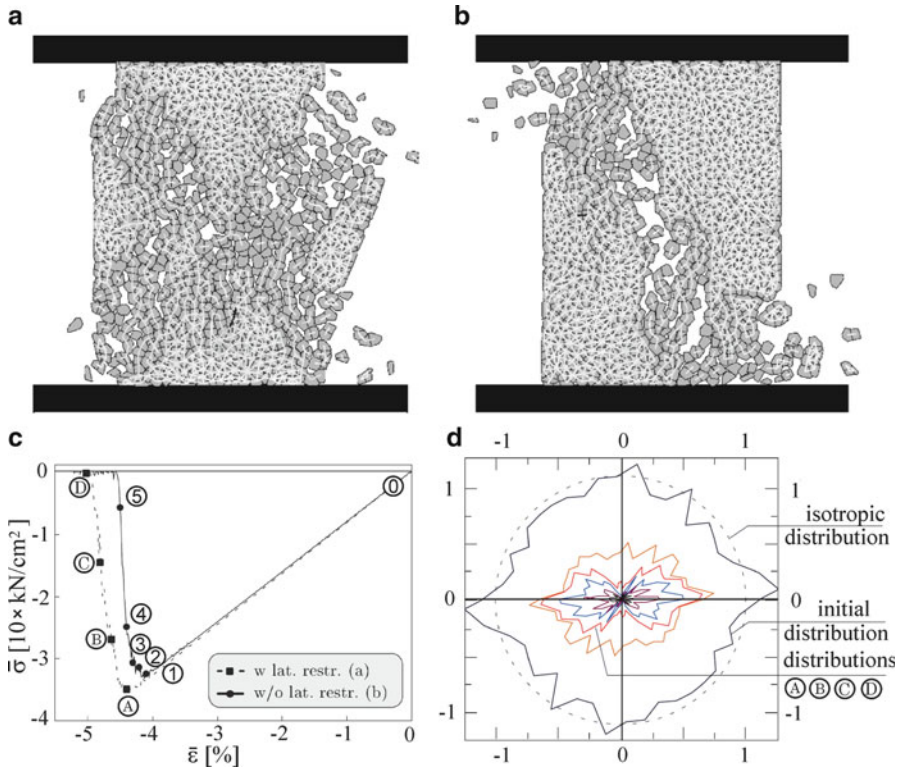 a
b
c
0
-1
-2
-3
-4
σ̄ [10× kN/cm²]
-5
-4
-3
-2
-1
0
ε̄ [%]
D
C
B
A
5
4
3
2
1
0
w lat. restr. (a)
w/o lat. restr. (b)
d
-1
0
1
1
0
-1
1
0
-1
-1
0
1
isotropic
distribution
initial
distribution
distributions
A B C D